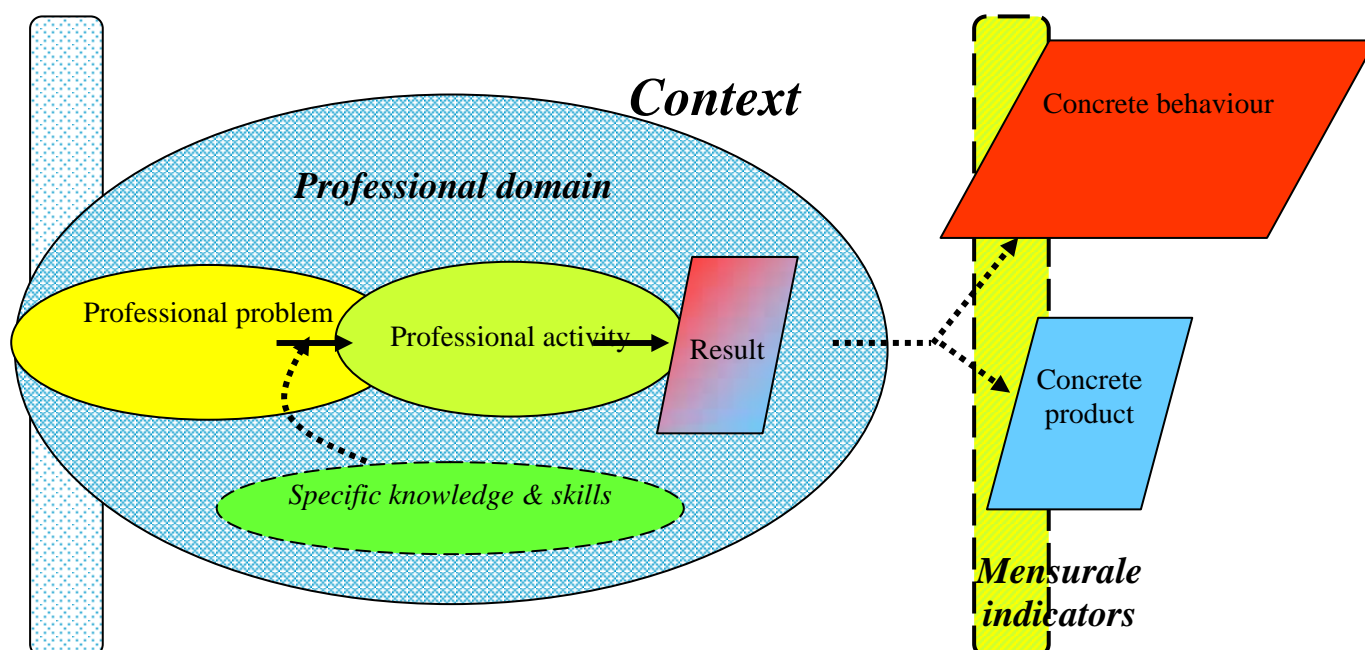 Context
Professional domain
Professional problem
Professional activity
Result
Specific knowledge & skills
Concrete behaviour
Concrete
product
Mensurale
indicators